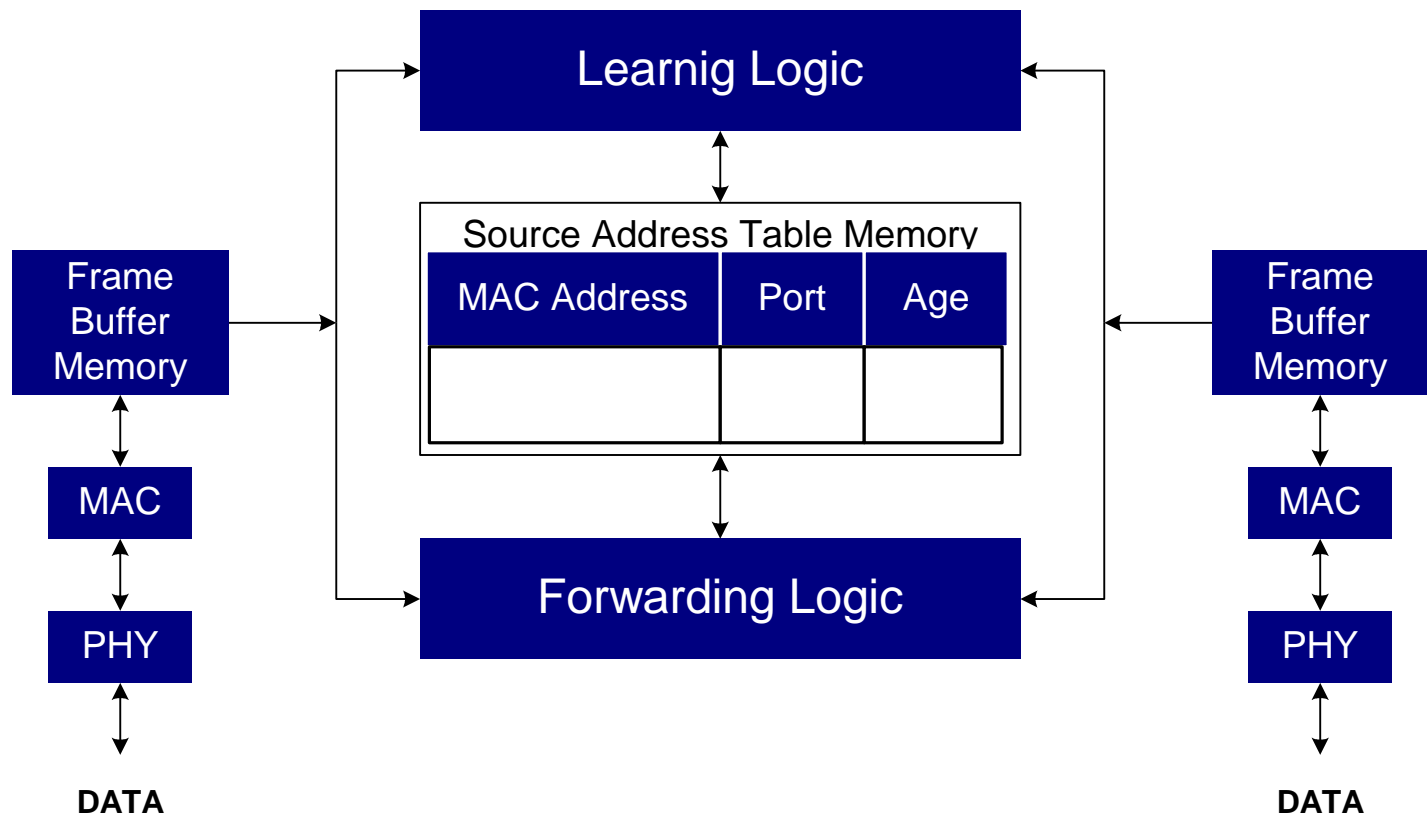 Learnig Logic
Source Address Table Memory
MAC Address Port Age
Frame
Buffer
Memory
MAC
PHY
DATA
Forwarding Logic
Frame
Buffer
Memory
MAC
PHY
DATA